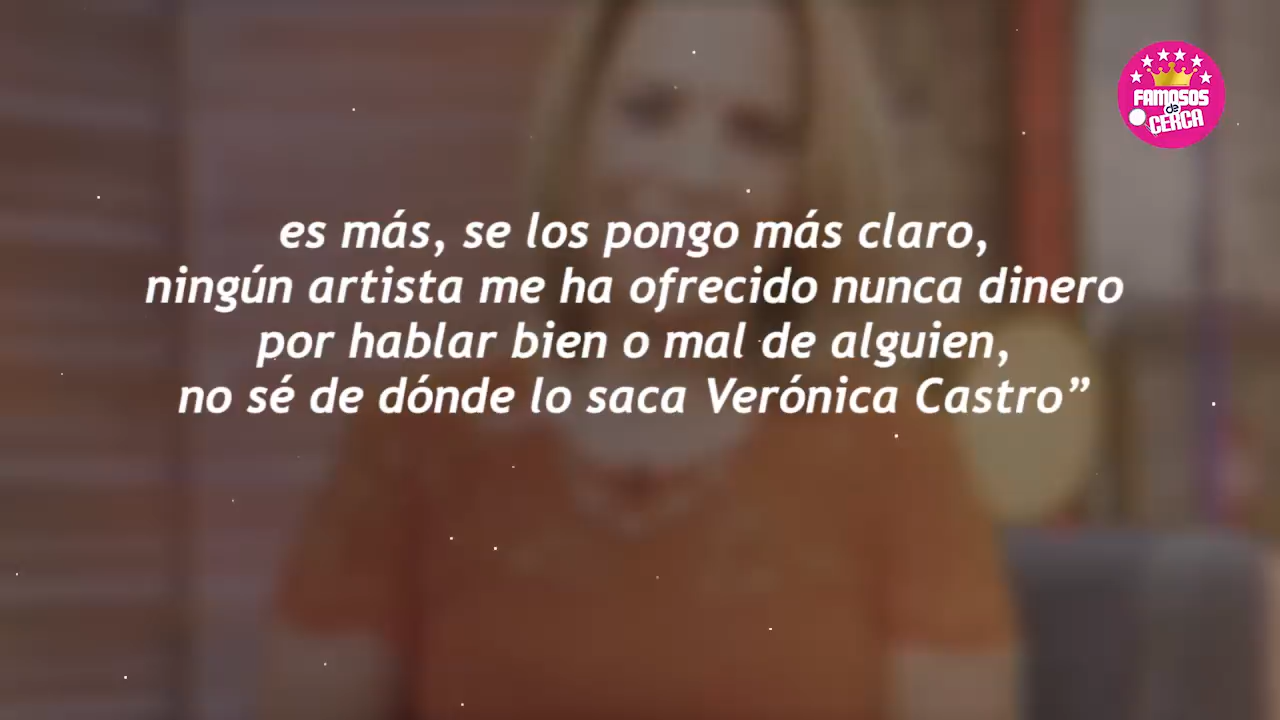 FAMOSOS
de
CERCA
es más, se los pongo más claro,
ningún artista me ha ofrecido nunca dinero
por hablar bien o mal de alguien,
no sé de dónde lo saca Verónica Castro”